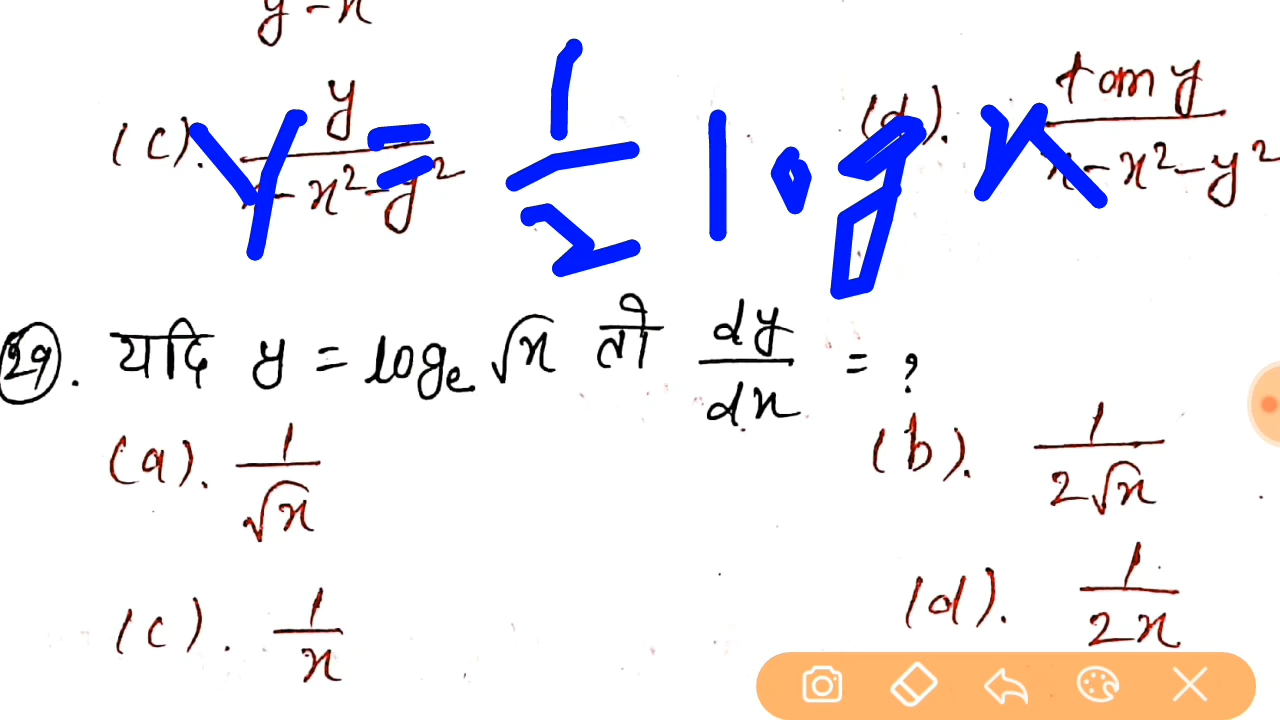 y - x
(c). y / x - x² - y²
(d). tan y / x - x² - y²
y = 1/2 log x
29. यदि y = logₑ √x तो dy/dx = ?
(a). 1/√x
(b). 1/2√x
(c). 1/x
(d). 1/2x